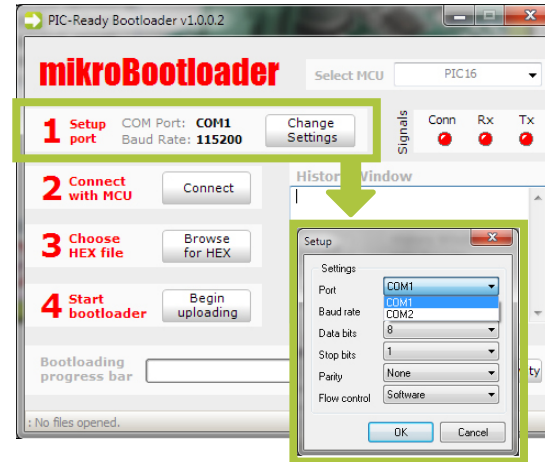 PIC-Ready Bootloader v1.0.0.2
mikroBootloader
Select MCU PIC16
1 Setup port
COM Port: COM1
Baud Rate: 115200
Change Settings
Signals
Conn Rx Tx
2 Connect with MCU
Connect
History Window
3 Choose HEX file
Browse for HEX
4 Start bootloader
Begin uploading
Bootloading progress bar
: No files opened.
Setup
Settings
Port COM1
COM1
COM2
Baud rate
Data bits 8
Stop bits 1
Parity None
Flow control Software
OK Cancel